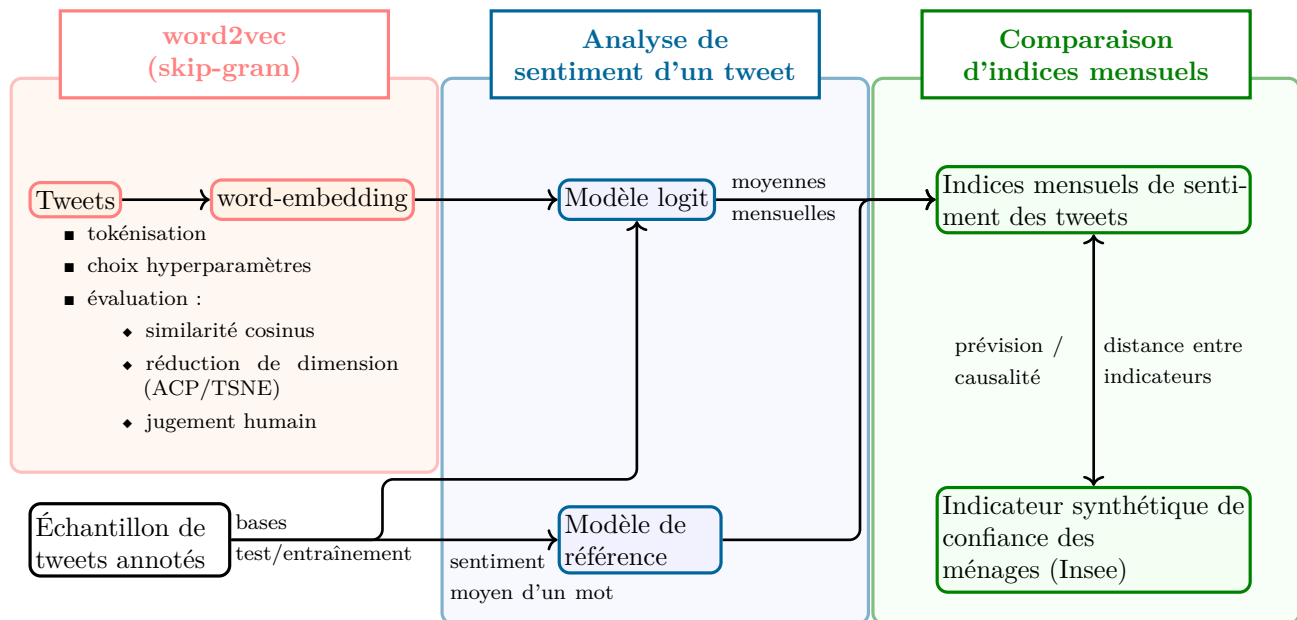 word2vec
(skip-gram)
Analyse de
sentiment d'un tweet
Comparaison
d'indices mensuels
Tweets
word-embedding
■ tokénisation
■ choix hyperparamètres
■ évaluation :
◆ similarité cosinus
◆ réduction de dimension
(ACP/TSNE)
◆ jugement humain
Modèle logit
moyennes
mensuelles
Indices mensuels de senti-
ment des tweets
prévision /
causalité
distance entre
indicateurs
Échantillon de
tweets annotés
bases
test/entraînement
sentiment
moyen d'un mot
Modèle de
référence
Indicateur synthétique de
confiance des
ménages (Insee)